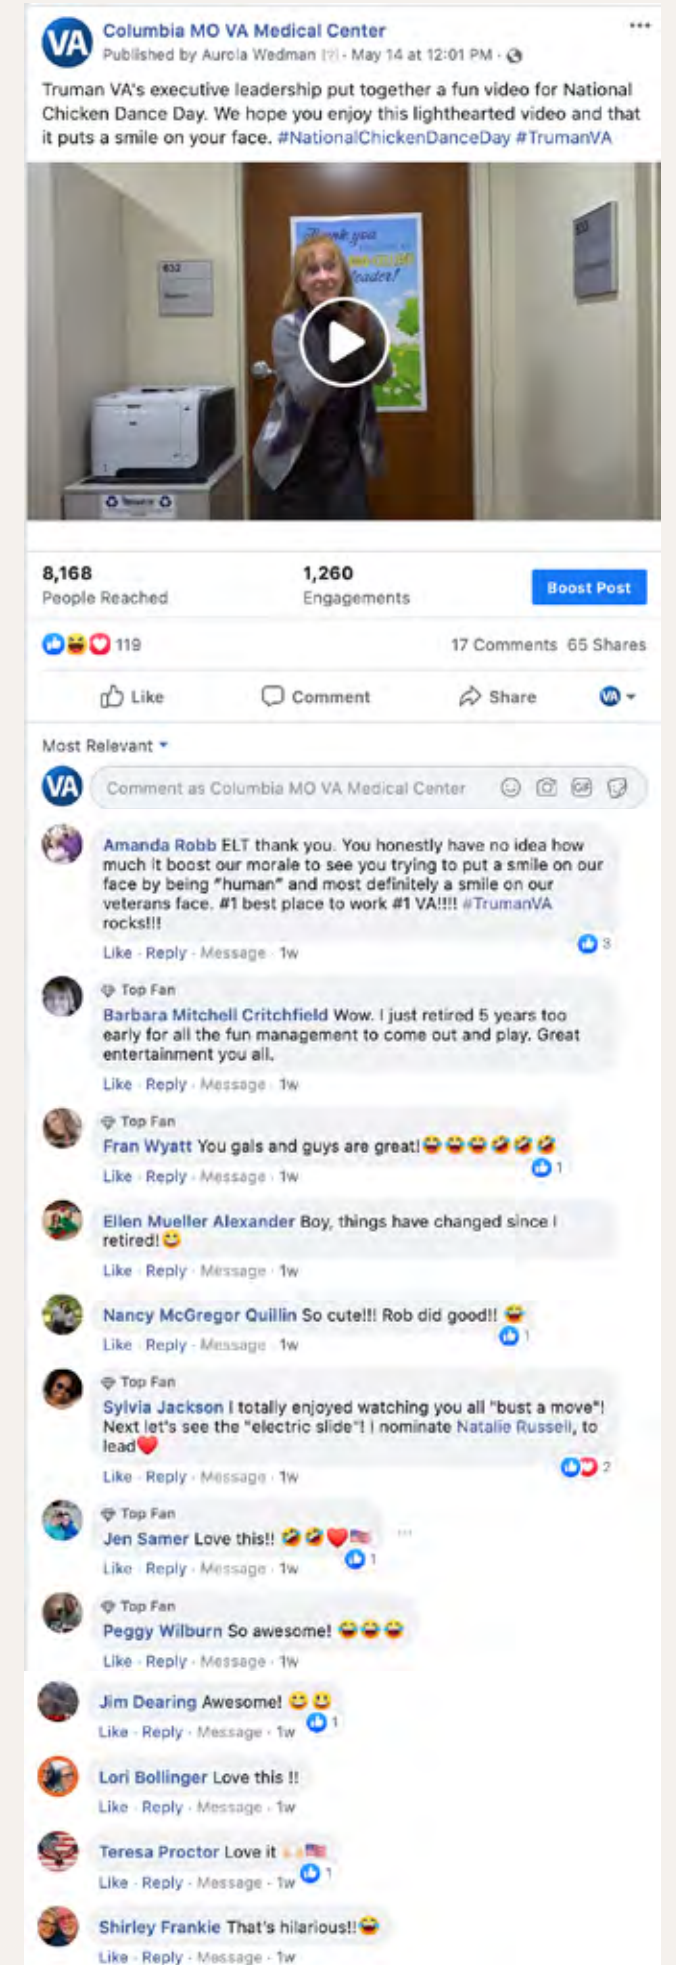 VA
Columbia MO VA Medical Center
Published by Aurola Wedman [?] · May 14 at 12:01 PM ·
Truman VA's executive leadership put together a fun video for National
Chicken Dance Day. We hope you enjoy this lighthearted video and that
it puts a smile on your face. #NationalChickenDanceDay #TrumanVA
632
Thank you
leader!
633
8,168
People Reached
1,260
Engagements
Boost Post
119
17 Comments 65 Shares
Like
Comment
Share
VA
Most Relevant
VA
Comment as Columbia MO VA Medical Center
GIF
Amanda Robb ELT thank you. You honestly have no idea how
much it boost our morale to see you trying to put a smile on our
face by being "human" and most definitely a smile on our
veterans face. #1 best place to work #1 VA!!!! #TrumanVA
rocks!!!
Like · Reply · Message · 1w
3
Top Fan
Barbara Mitchell Critchfield Wow. I just retired 5 years too
early for all the fun management to come out and play. Great
entertainment you all.
Like · Reply · Message · 1w
Top Fan
Fran Wyatt You gals and guys are great!😂😂😂🤣🤣🤣
Like · Reply · Message · 1w
1
Ellen Mueller Alexander Boy, things have changed since I
retired!😄
Like · Reply · Message · 1w
Nancy McGregor Quillin So cute!!! Rob did good!! 😂
Like · Reply · Message · 1w
1
Top Fan
Sylvia Jackson I totally enjoyed watching you all "bust a move"!
Next let's see the "electric slide"! I nominate Natalie Russell, to
lead❤️
Like · Reply · Message · 1w
2
Top Fan
Jen Samer Love this!! 🤣🤣❤️🇺🇸
Like · Reply · Message · 1w
1
Top Fan
Peggy Wilburn So awesome! 😂😂😂
Like · Reply · Message · 1w
Jim Dearing Awesome! 😄😃
Like · Reply · Message · 1w
1
Lori Bollinger Love this !!
Like · Reply · Message · 1w
Teresa Proctor Love it 🙌🏻🇺🇸
Like · Reply · Message · 1w
1
Shirley Frankie That's hilarious!!😂
Like · Reply · Message · 1w